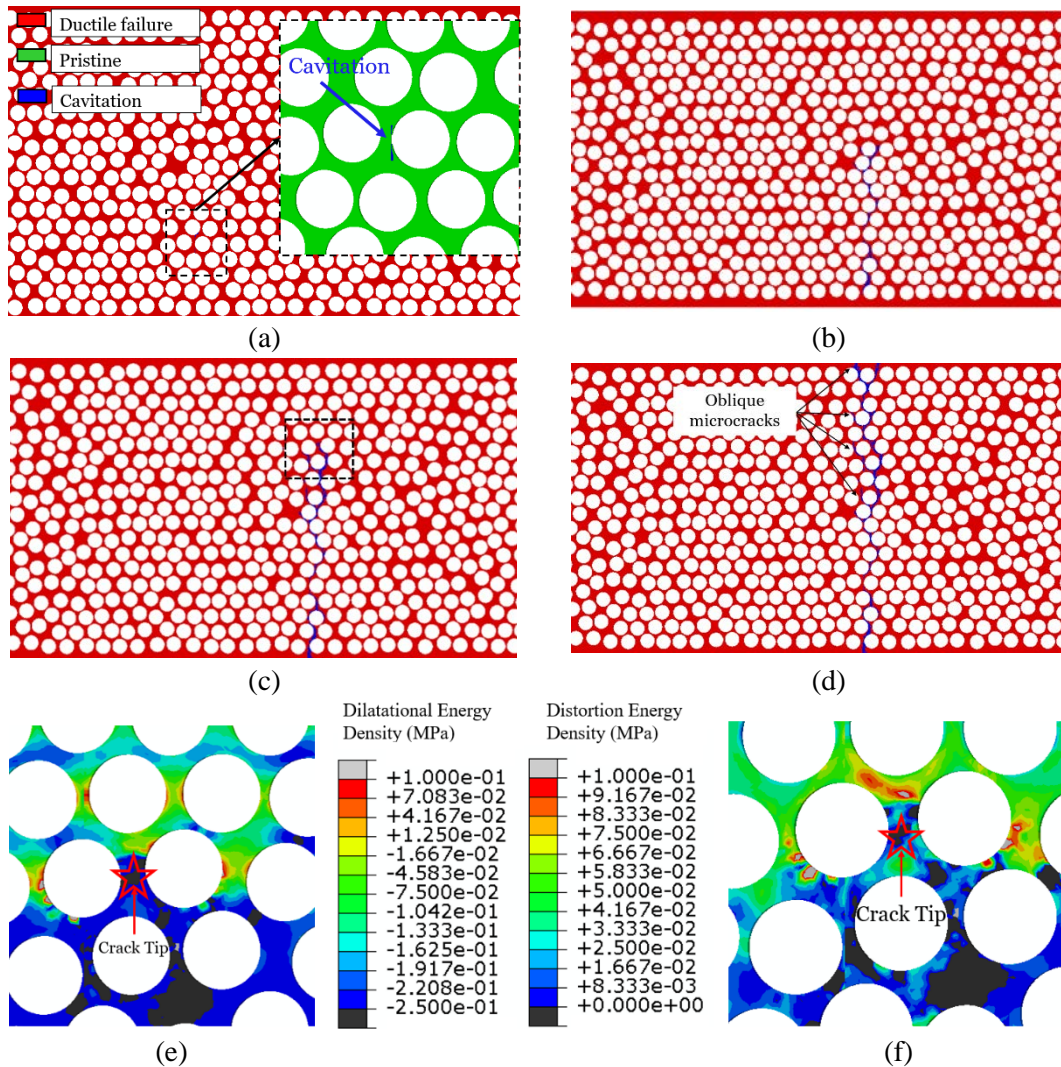 Ductile failure
Pristine
Cavitation
Cavitation
(a)
(b)
Oblique
microcracks
(c)
(d)
Dilatational Energy
Density (MPa)
+1.000e-01
+7.083e-02
+4.167e-02
+1.250e-02
-1.667e-02
-4.583e-02
-7.500e-02
-1.042e-01
-1.333e-01
-1.625e-01
-1.917e-01
-2.208e-01
-2.500e-01
Distortion Energy
Density (MPa)
+1.000e-01
+9.167e-02
+8.333e-02
+7.500e-02
+6.667e-02
+5.833e-02
+5.000e-02
+4.167e-02
+3.333e-02
+2.500e-02
+1.667e-02
+8.333e-03
+0.000e+00
Crack Tip
Crack Tip
(e)
(f)